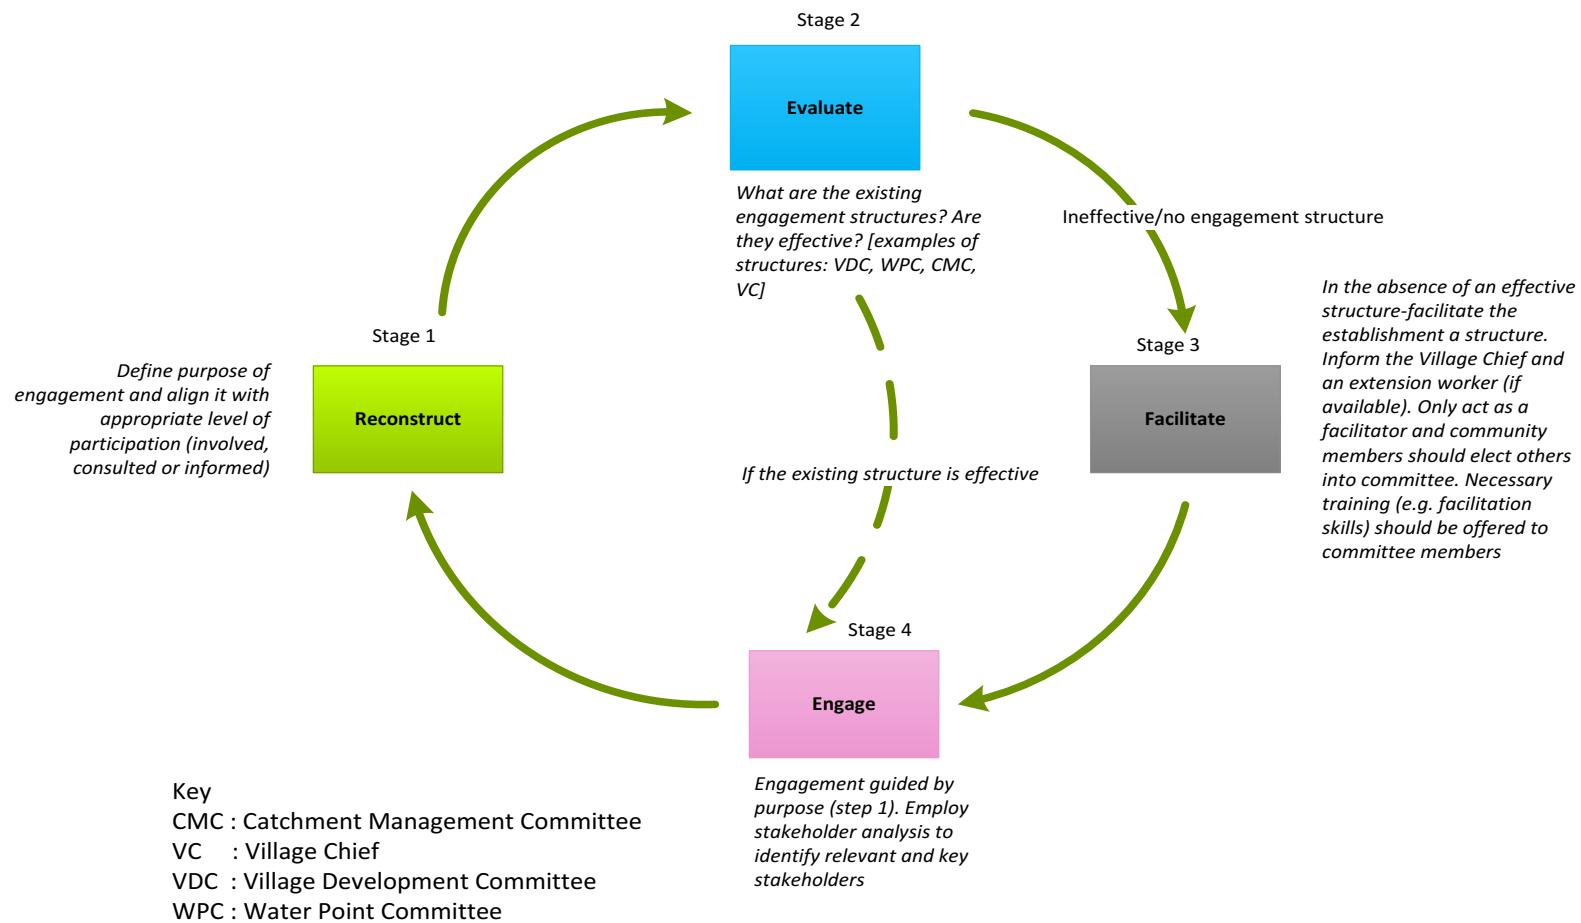 Stage 2
Evaluate
What are the existing
engagement structures? Are
they effective? [examples of
structures: VDC, WPC, CMC,
VC]
Ineffective/no engagement structure
Stage 1
Define purpose of
engagement and align it with
appropriate level of
participation (involved,
consulted or informed)
Reconstruct
Stage 3
Facilitate
In the absence of an effective
structure-facilitate the
establishment a structure.
Inform the Village Chief and
an extension worker (if
available). Only act as a
facilitator and community
members should elect others
into committee. Necessary
training (e.g. facilitation
skills) should be offered to
committee members
If the existing structure is effective
Stage 4
Engage
Engagement guided by
purpose (step 1). Employ
stakeholder analysis to
identify relevant and key
stakeholders
Key
CMC : Catchment Management Committee
VC : Village Chief
VDC : Village Development Committee
WPC : Water Point Committee